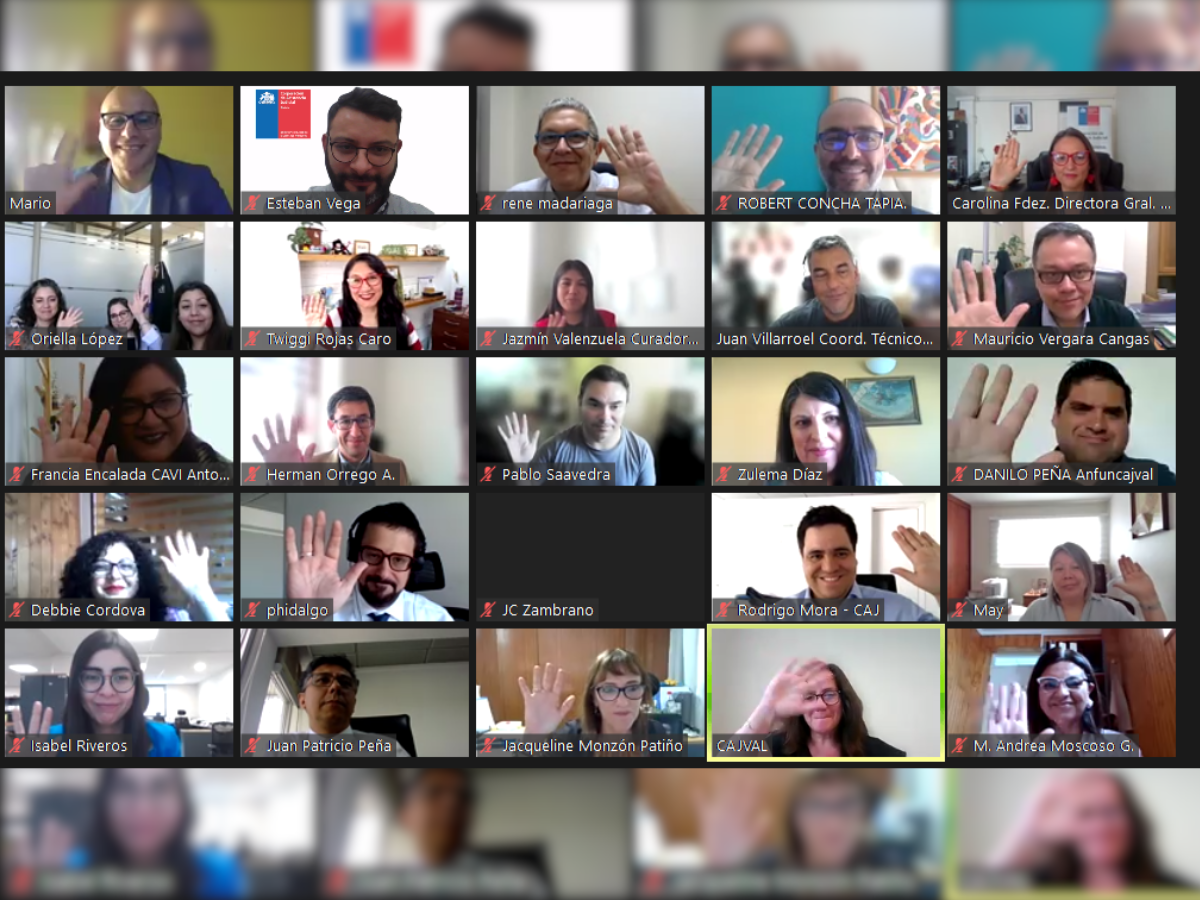 Mario
Esteban Vega
rene madariaga
ROBERT CONCHA TAPIA.
Carolina Fdez. Directora Gral. ...
Oriella López
Twiggi Rojas Caro
Jazmín Valenzuela Curador...
Juan Villarroel Coord. Técnico...
Mauricio Vergara Cangas
Francia Encalada CAVI Anto...
Herman Orrego A.
Pablo Saavedra
Zulema Díaz
DANILO PEÑA Anfuncajval
Debbie Cordova
phidalgo
JC Zambrano
Rodrigo Mora - CAJ
May
Isabel Riveros
Juan Patricio Peña
Jacqueline Monzón Patiño
CAJVAL
M. Andrea Moscoso G.